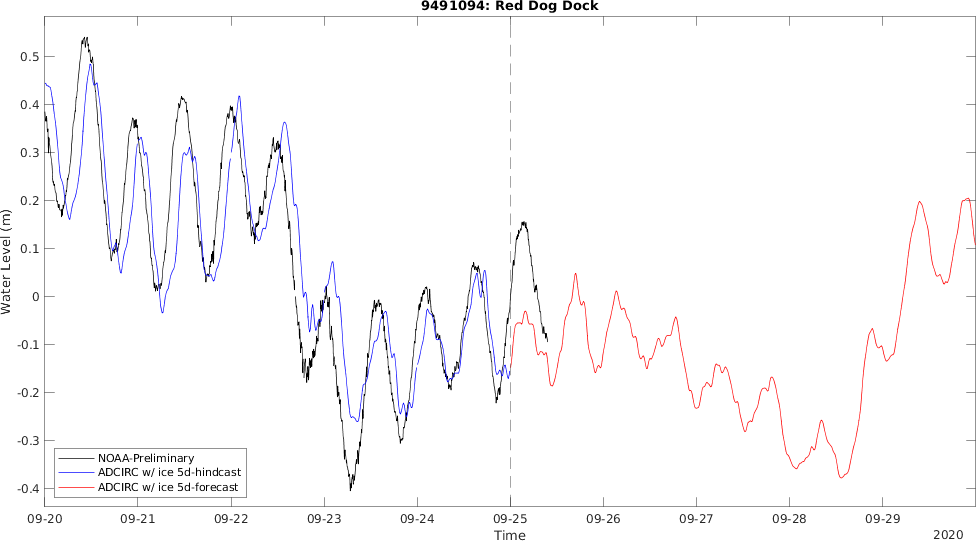 9491094: Red Dog Dock
Water Level (m)
0.5
0.4
0.3
0.2
0.1
0
-0.1
-0.2
-0.3
-0.4
NOAA-Preliminary
ADCIRC w/ ice 5d-hindcast
ADCIRC w/ ice 5d-forecast
09-20 09-21 09-22 09-23 09-24 09-25 09-26 09-27 09-28 09-29
Time
2020